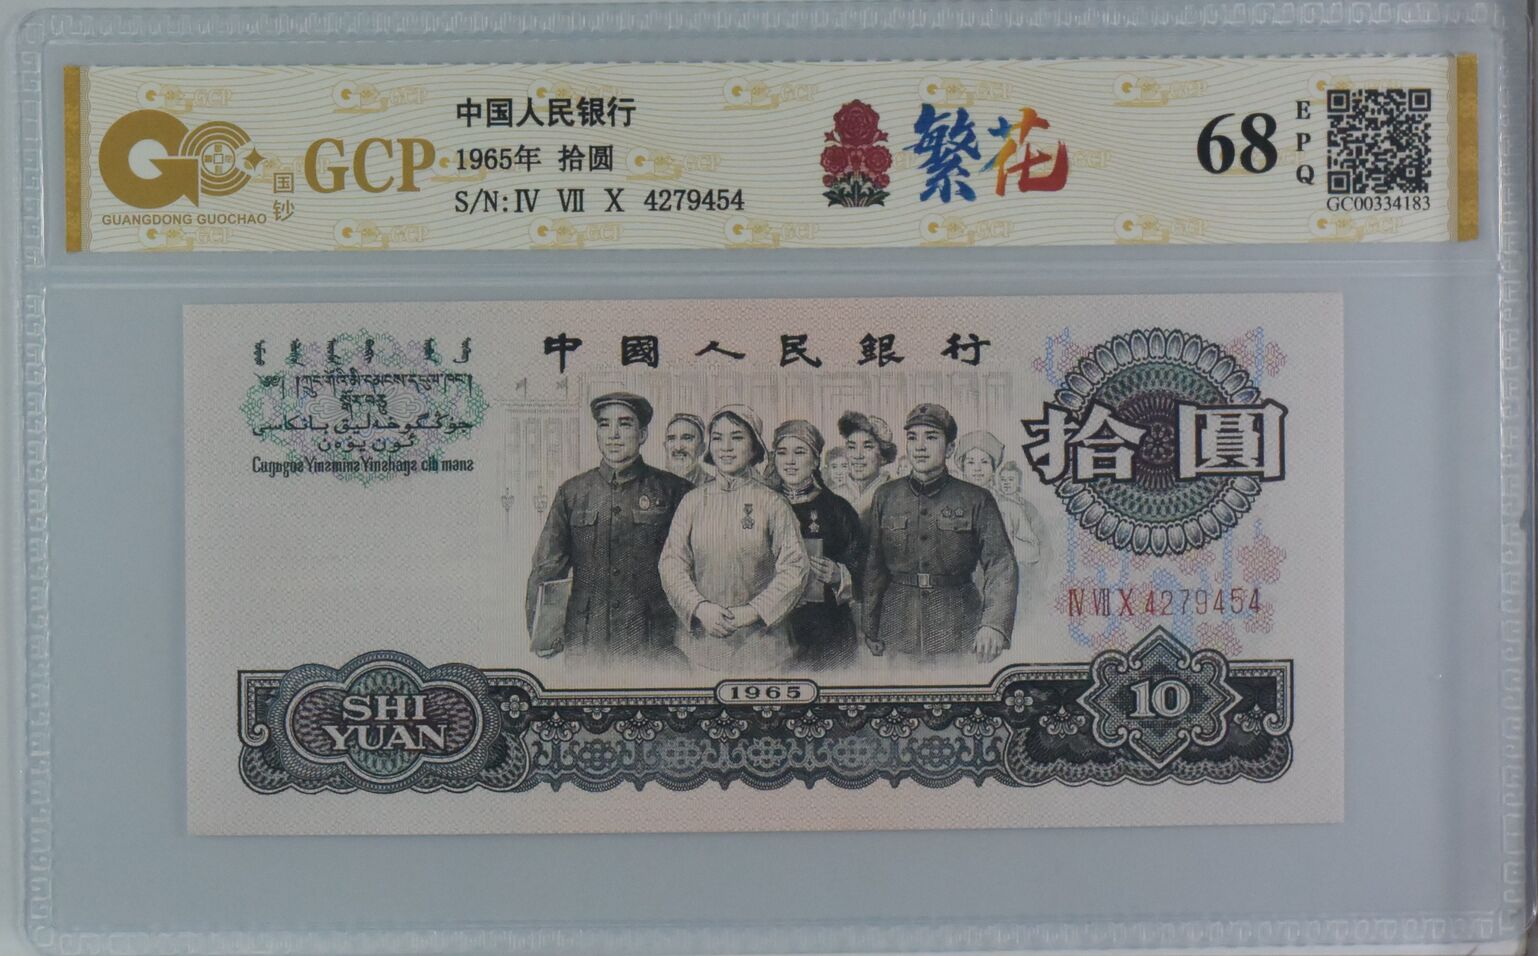 GCP
国钞
GUANGDONG GUOCHAO
中国人民银行
1965年 拾圆
S/N: IV VII X 4279454
繁花
68
EPQ
GC00334183
中國人民銀行
拾圓
IV VII X 4279454
1965
SHI
YUAN
10